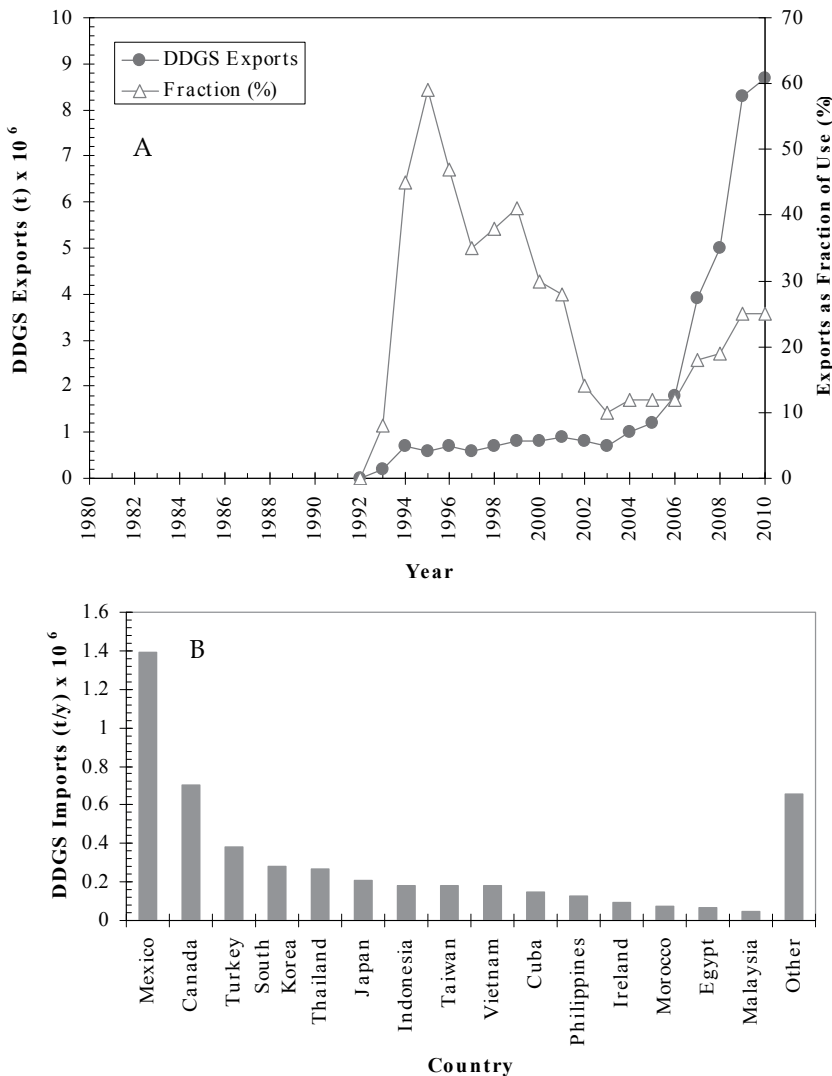 DDGS Exports
Fraction (%)
A
DDGS Exports (t) x 10 6
10
9
8
7
6
5
4
3
2
1
0
Exports as Fraction of Use (%)
70
60
50
40
30
20
10
0
1980
1982
1984
1986
1988
1990
1992
1994
1996
1998
2000
2002
2004
2006
2008
2010
Year
B
DDGS Imports (t/y) x 10 6
1.6
1.4
1.2
1
0.8
0.6
0.4
0.2
0
Mexico
Canada
Turkey
South
Korea
Thailand
Japan
Indonesia
Taiwan
Vietnam
Cuba
Philippines
Ireland
Morocco
Egypt
Malaysia
Other
Country